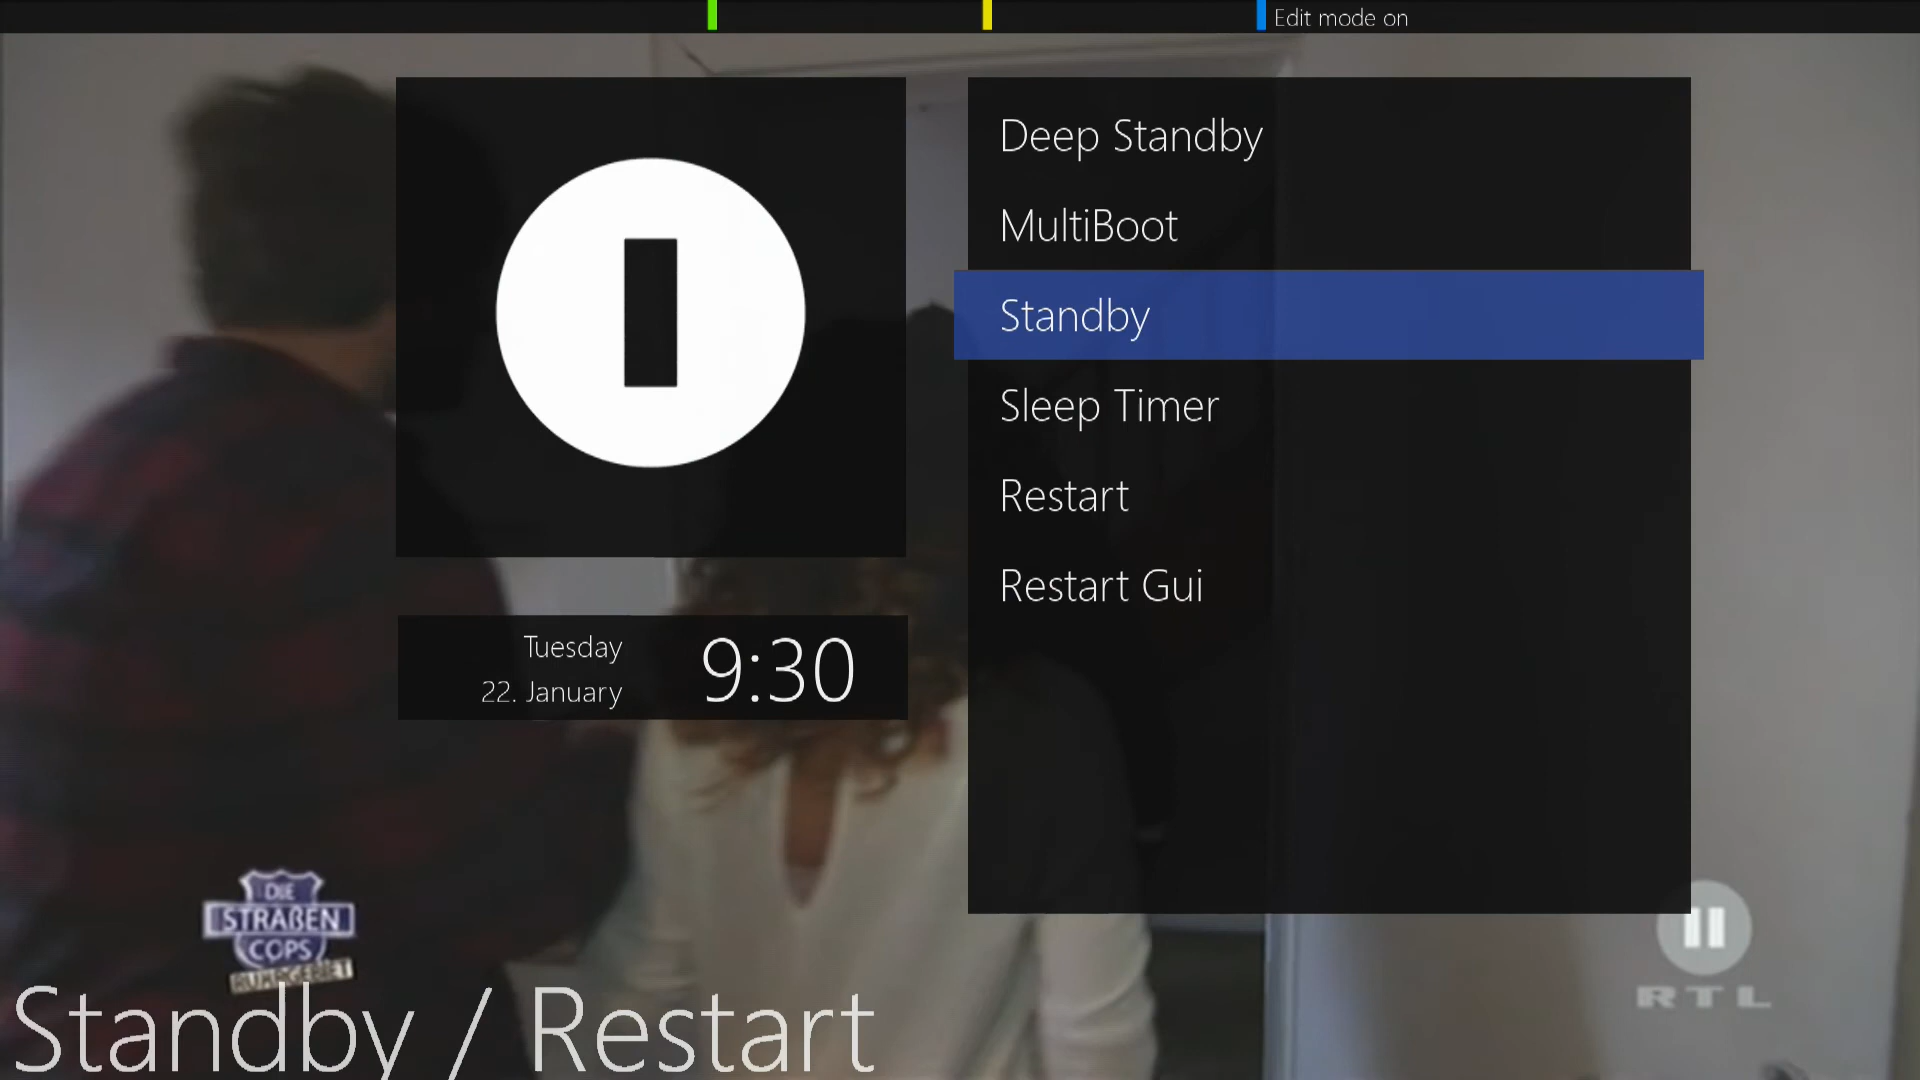 Edit mode on
Deep Standby
MultiBoot
Standby
Sleep Timer
Restart
Restart Gui
Tuesday
22. January
9:30
DIE
STRAßEN
COPS
RUHRGEBIET
RTL
Standby / Restart